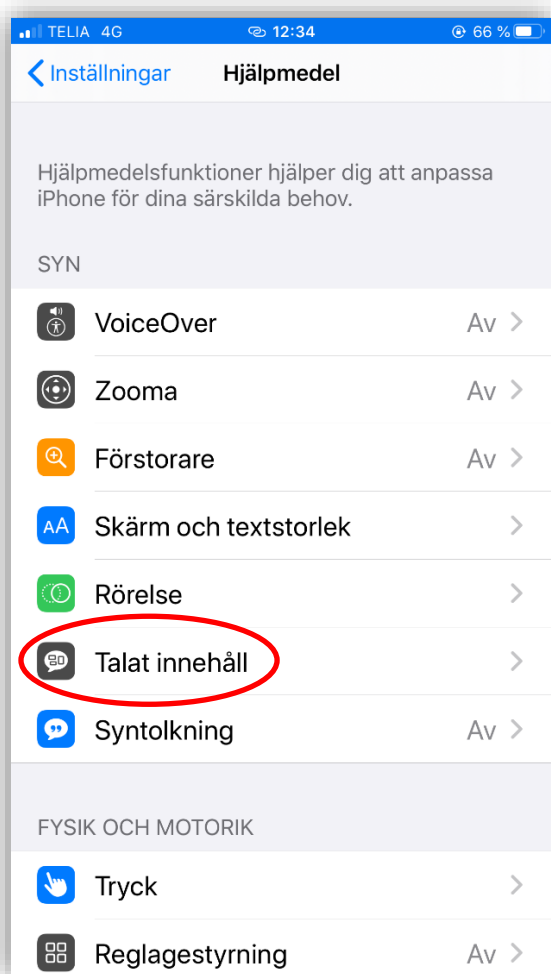 TELIA 4G 12:34 66 %
Inställningar Hjälpmedel
Hjälpmedelsfunktioner hjälper dig att anpassa
iPhone för dina särskilda behov.
SYN
VoiceOver Av
Zooma Av
Förstorare Av
AA Skärm och textstorlek
Rörelse
Talat innehåll
Syntolkning Av
FYSIK OCH MOTORIK
Tryck
Reglagestyrning Av